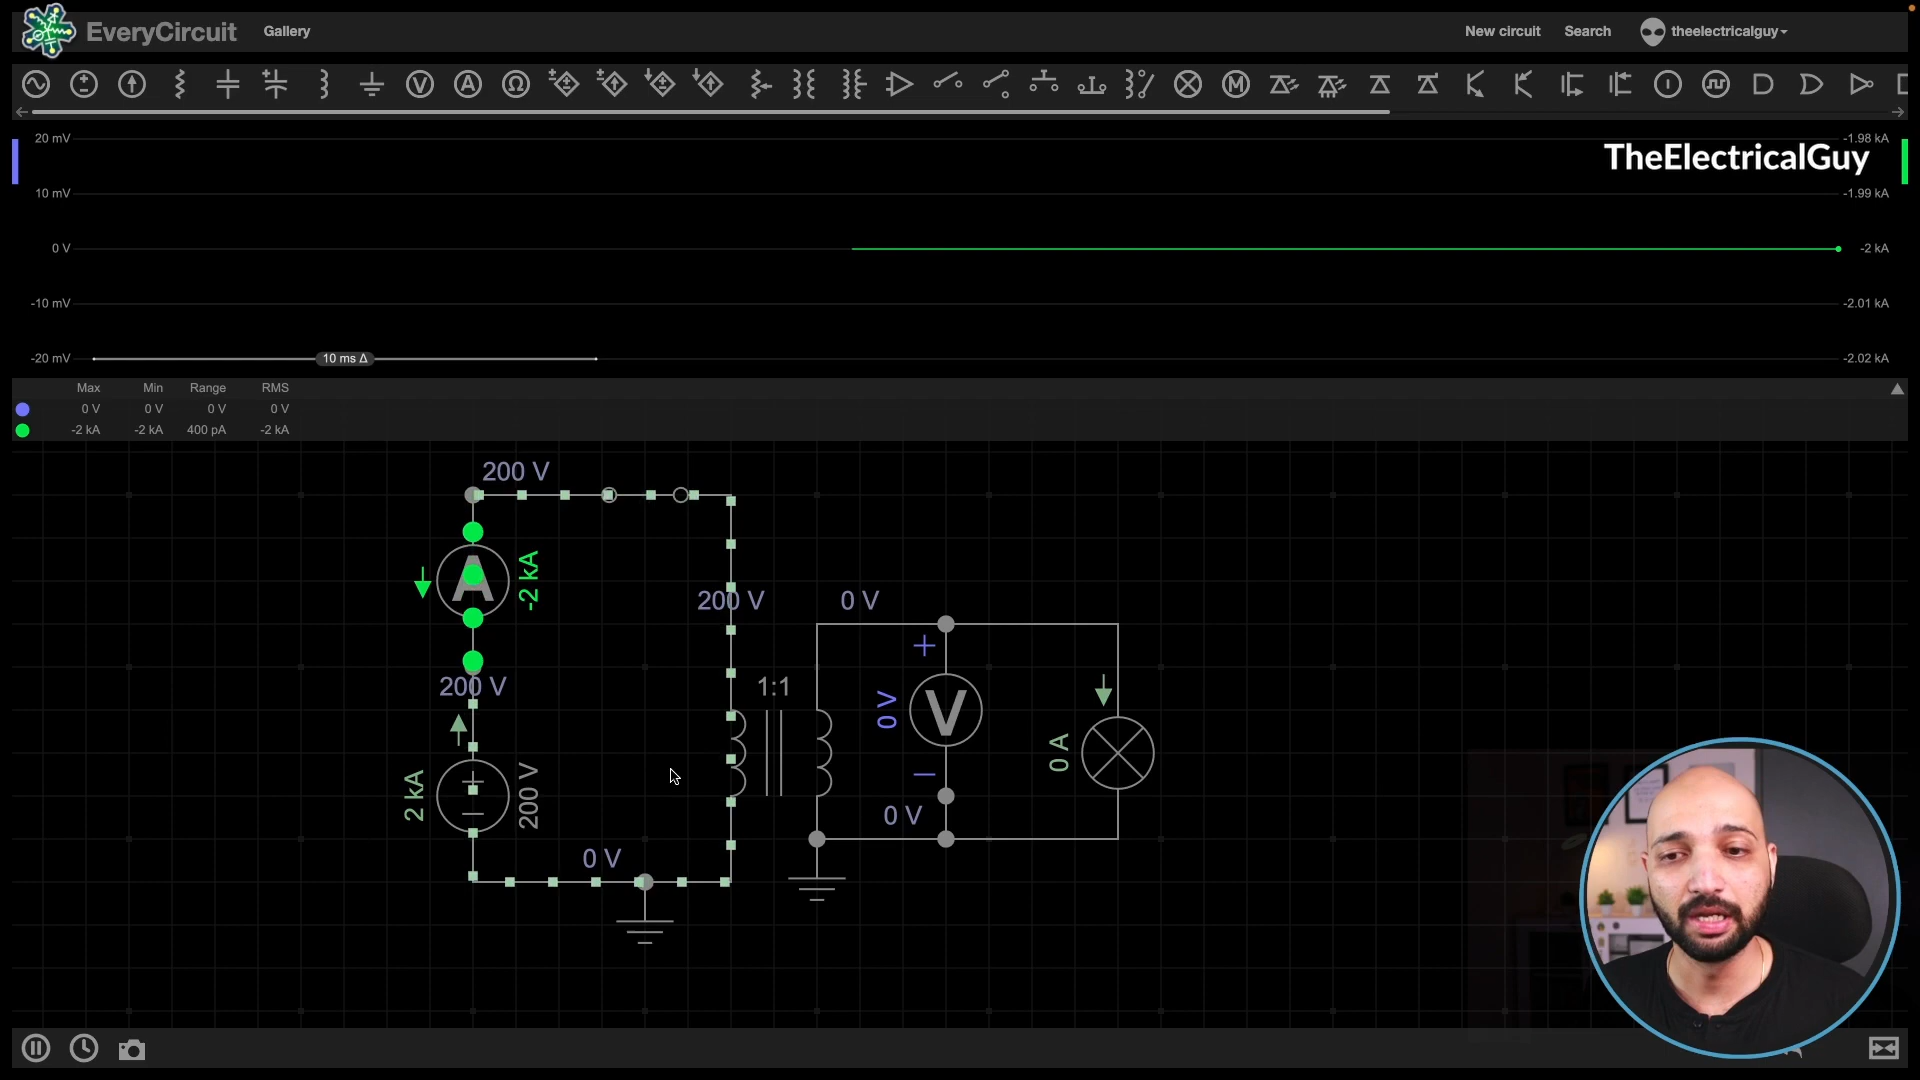 EveryCircuit
Gallery
New circuit
Search
theelectricalguy
20 mV
-1.98 kA
TheElectricalGuy
10 mV
-1.99 kA
0 V
-2 kA
-10 mV
-2.01 kA
-20 mV
10 ms Δ
-2.02 kA
Max Min Range RMS
0 V 0 V 0 V 0 V
-2 kA -2 kA 400 pA -2 kA
200 V
A
-2 kA
200 V
0 V
+
200 V
1:1
0 V
V
0 A
−
2 kA
200 V
0 V
0 V